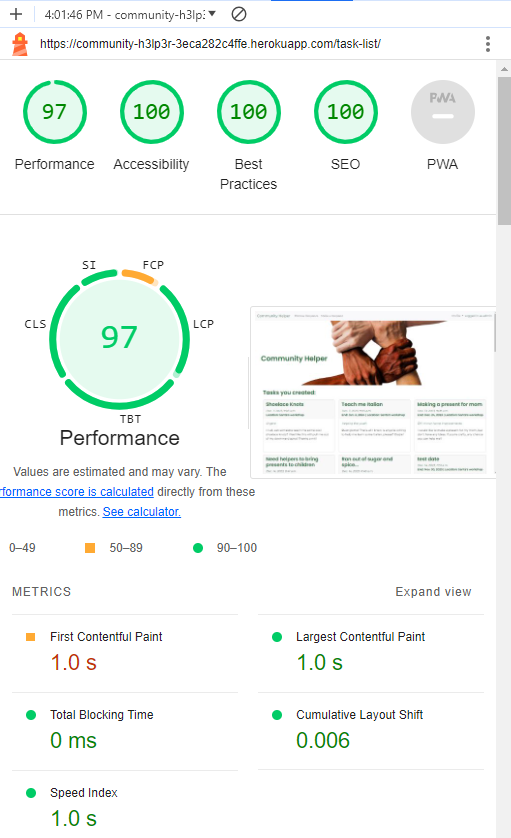 4:01:46 PM - community-h3lp3
https://community-h3lp3r-3eca282c4ffe.herokuapp.com/task-list/
97
100
100
100
PWA
Performance
Accessibility
Best
Practices
SEO
PWA
SI
FCP
CLS
LCP
97
TBT
Performance
Values are estimated and may vary. The
rformance score is calculated directly from these
metrics. See calculator.
Community Helper
Community Helper
Tasks you created:
Shoelace Knots
Teach me Italian
Making a present for mom
Need helpers to bring
presents to children
Ran out of sugar and
spice...
test date
0–49
50–89
90–100
METRICS
Expand view
First Contentful Paint
1.0 s
Largest Contentful Paint
1.0 s
Total Blocking Time
0 ms
Cumulative Layout Shift
0.006
Speed Index
1.0 s